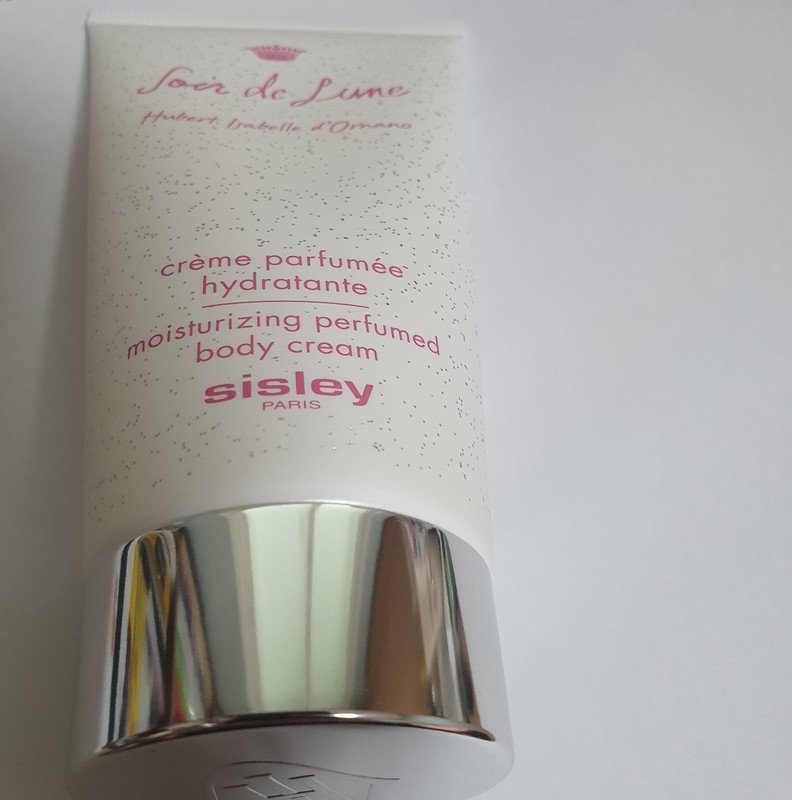 Soir de Lune
Hubert Isabelle d'Ornano
crème parfumée
hydratante
moisturizing perfumed
body cream
sisley
PARIS